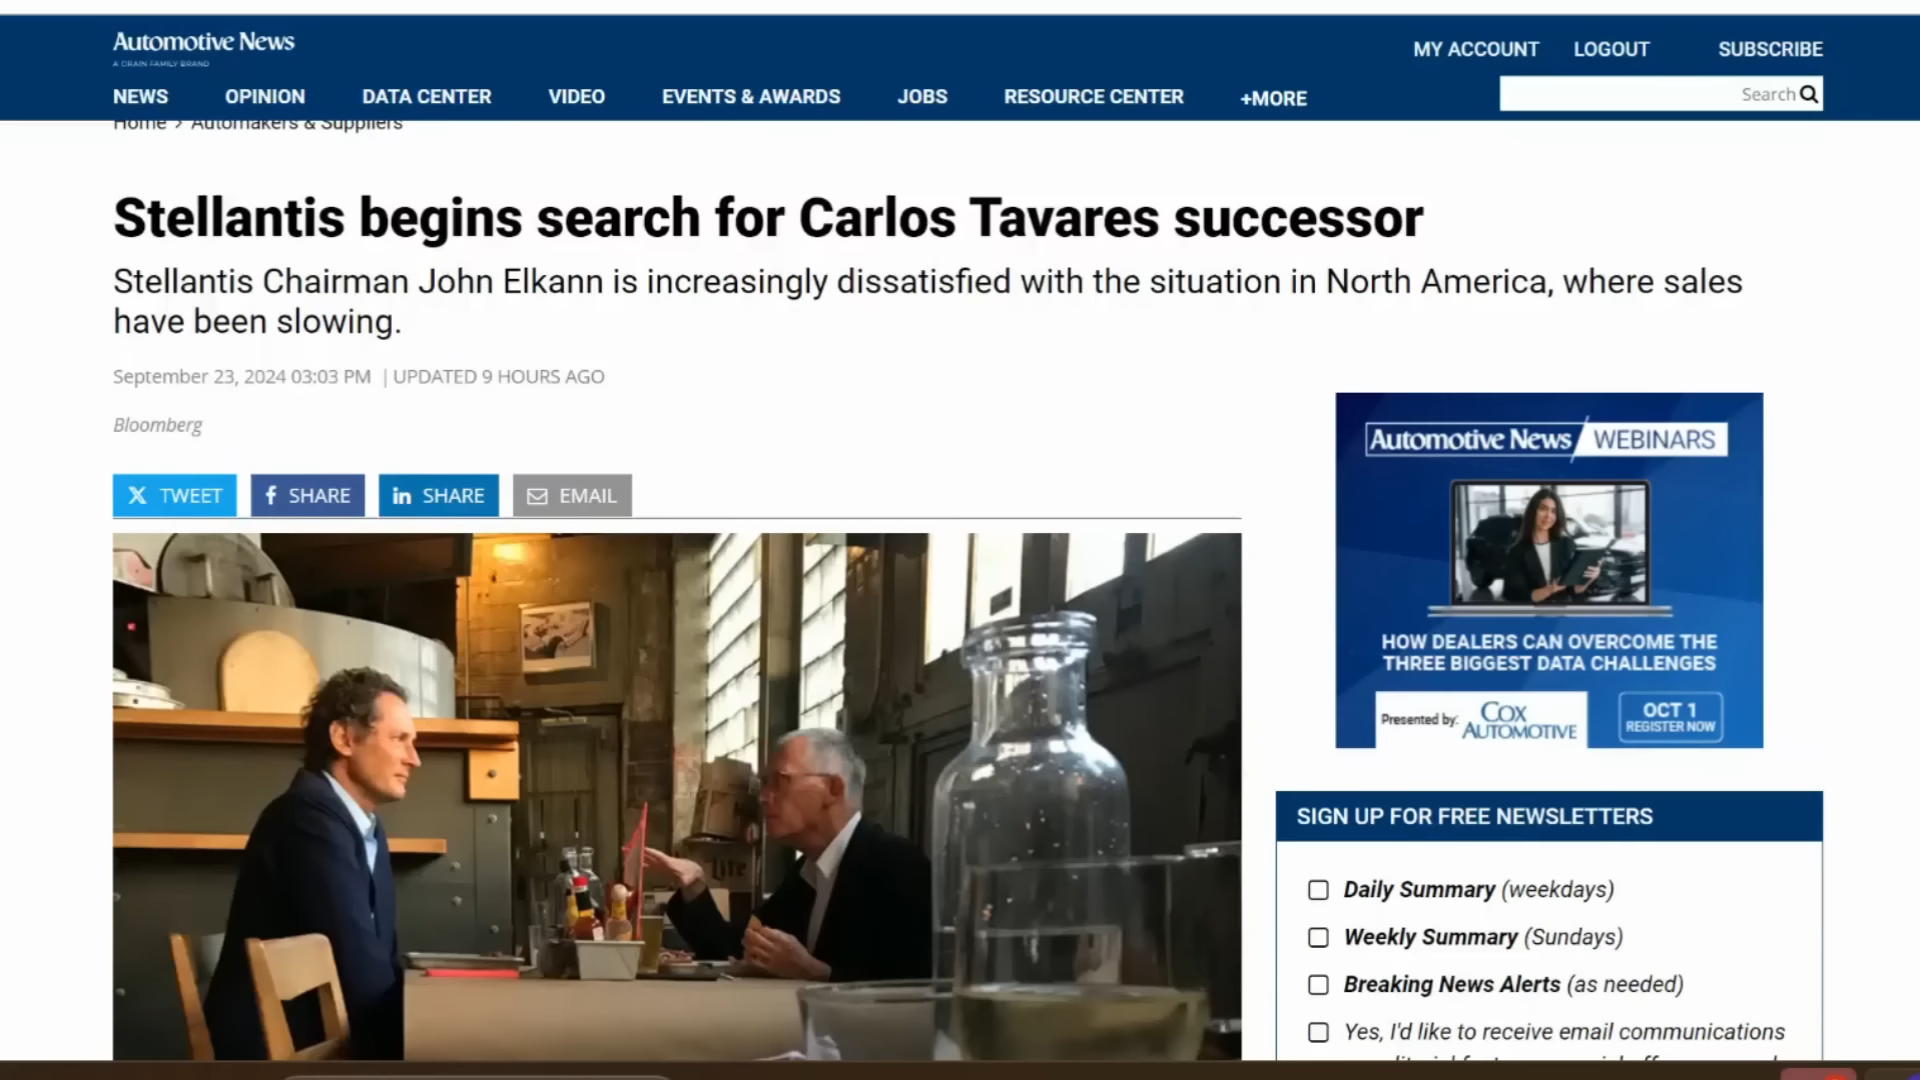 Automotive News
A CRAIN FAMILY BRAND
MY ACCOUNT LOGOUT SUBSCRIBE
NEWS OPINION DATA CENTER VIDEO EVENTS & AWARDS JOBS RESOURCE CENTER +MORE
Search
Home > Automakers & Suppliers
Stellantis begins search for Carlos Tavares successor
Stellantis Chairman John Elkann is increasingly dissatisfied with the situation in North America, where sales
have been slowing.
September 23, 2024 03:03 PM | UPDATED 9 HOURS AGO
Bloomberg
X TWEET f SHARE in SHARE EMAIL
Lite
Automotive News WEBINARS
HOW DEALERS CAN OVERCOME THE
THREE BIGGEST DATA CHALLENGES
Presented by: COX AUTOMOTIVE
OCT 1
REGISTER NOW
SIGN UP FOR FREE NEWSLETTERS
Daily Summary (weekdays)
Weekly Summary (Sundays)
Breaking News Alerts (as needed)
Yes, I'd like to receive email communications